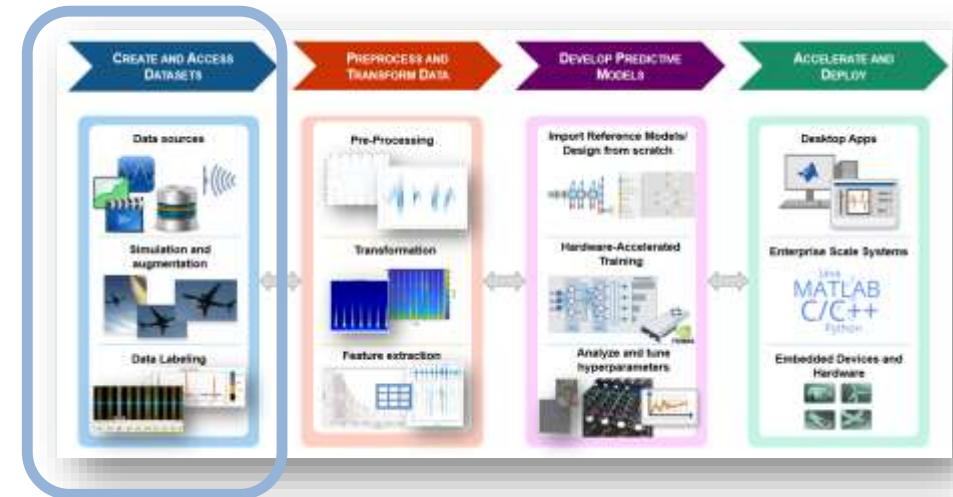 CREATE AND ACCESS
DATASETS
PREPROCESS AND
TRANSFORM DATA
DEVELOP PREDICTIVE
MODELS
ACCELERATE AND
DEPLOY
Data sources
Simulation and
augmentation
Data Labeling
Pre-Processing
Transformation
Feature extraction
Import Reference Models/
Design from scratch
Hardware-Accelerated
Training
Analyze and tune
hyperparameters
Desktop Apps
Enterprise Scale Systems
Java
MATLAB
C/C++
Python
Embedded Devices and
Hardware